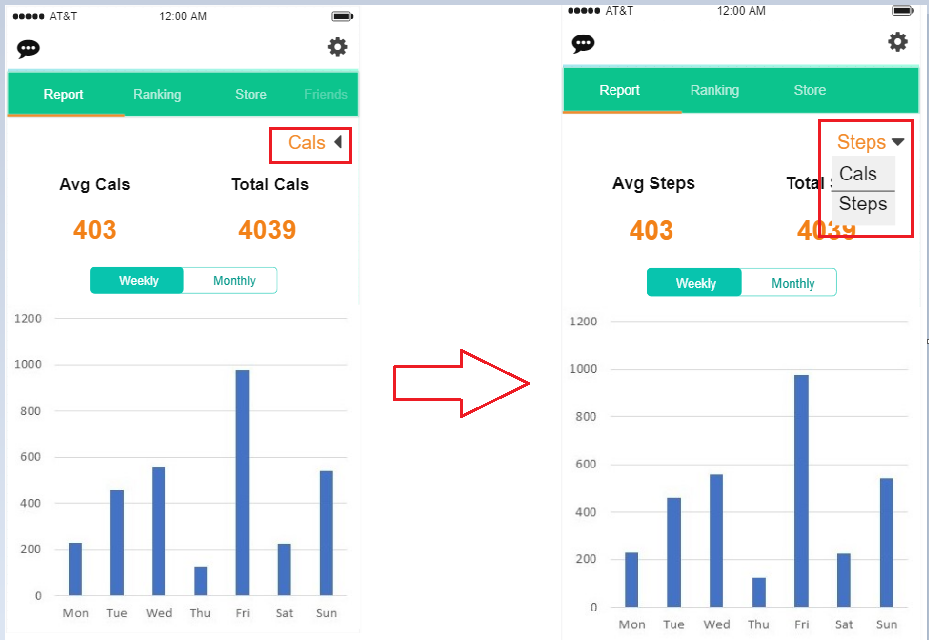 AT&T 12:00 AM
Report Ranking Store Friends
Cals
Avg Cals Total Cals
403 4039
Weekly Monthly
1200
1000
800
600
400
200
0
Mon Tue Wed Thu Fri Sat Sun
AT&T 12:00 AM
Report Ranking Store
Steps
Cals
Steps
Avg Steps Total
403 4039
Weekly Monthly
1200
1000
800
600
400
200
0
Mon Tue Wed Thu Fri Sat Sun